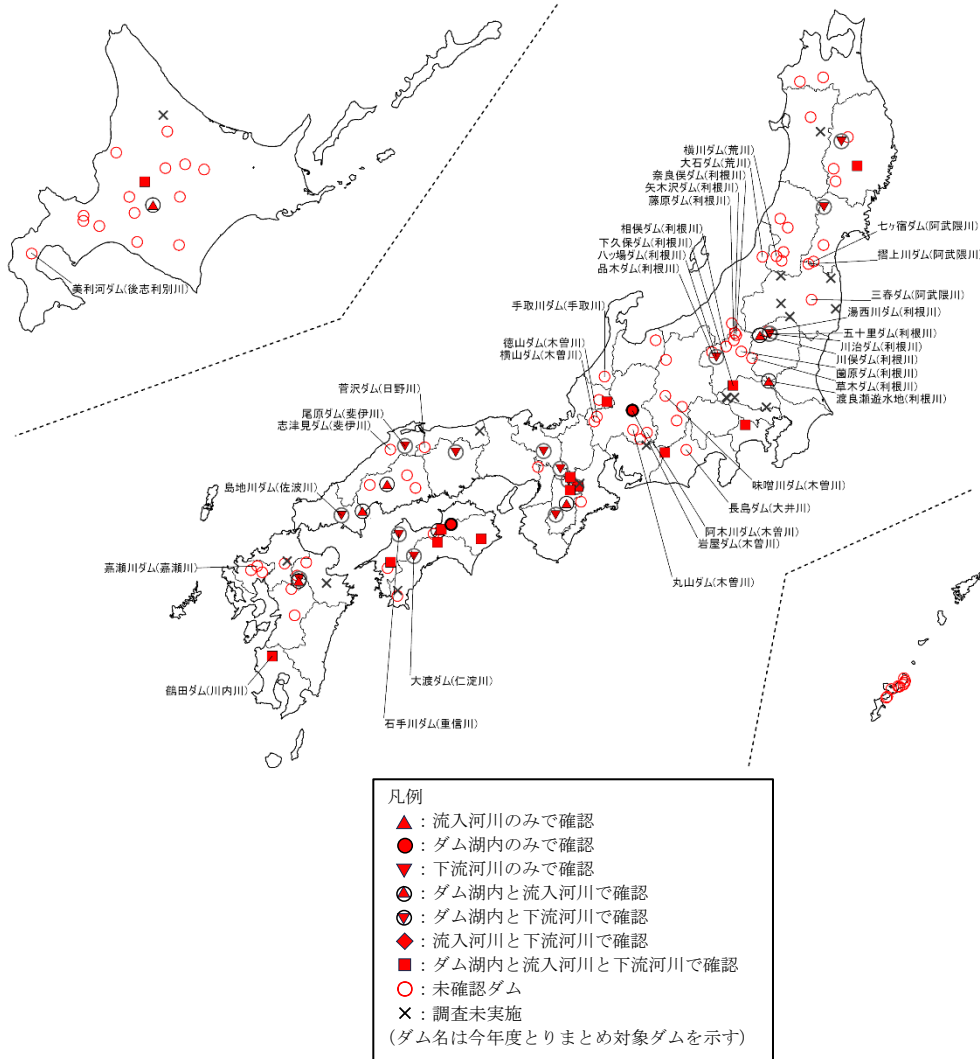 横川ダム(荒川)
大石ダム(荒川)
奈良俣ダム(利根川)
矢木沢ダム(利根川)
藤原ダム(利根川)
相俣ダム(利根川)
下久保ダム(利根川)
八ッ場ダム(利根川)
品木ダム(利根川)
七ヶ宿ダム(阿武隈川)
摺上川ダム(阿武隈川)
三春ダム(阿武隈川)
湯西川ダム(利根川)
五十里ダム(利根川)
川治ダム(利根川)
川俣ダム(利根川)
薗原ダム(利根川)
草木ダム(利根川)
渡良瀬遊水地(利根川)
美利河ダム(後志利別川)
手取川ダム(手取川)
徳山ダム(木曽川)
横山ダム(木曽川)
菅沢ダム(日野川)
尾原ダム(斐伊川)
志津見ダム(斐伊川)
島地川ダム(佐波川)
味噌川ダム(木曽川)
長島ダム(大井川)
阿木川ダム(木曽川)
岩屋ダム(木曽川)
丸山ダム(木曽川)
嘉瀬川ダム(嘉瀬川)
鶴田ダム(川内川)
大渡ダム(仁淀川)
石手川ダム(重信川)
凡例
：流入河川のみで確認
：ダム湖内のみで確認
：下流河川のみで確認
：ダム湖内と流入河川で確認
：ダム湖内と下流河川で確認
：流入河川と下流河川で確認
：ダム湖内と流入河川と下流河川で確認
：未確認ダム
：調査未実施
(ダム名は今年度とりまとめ対象ダムを示す)